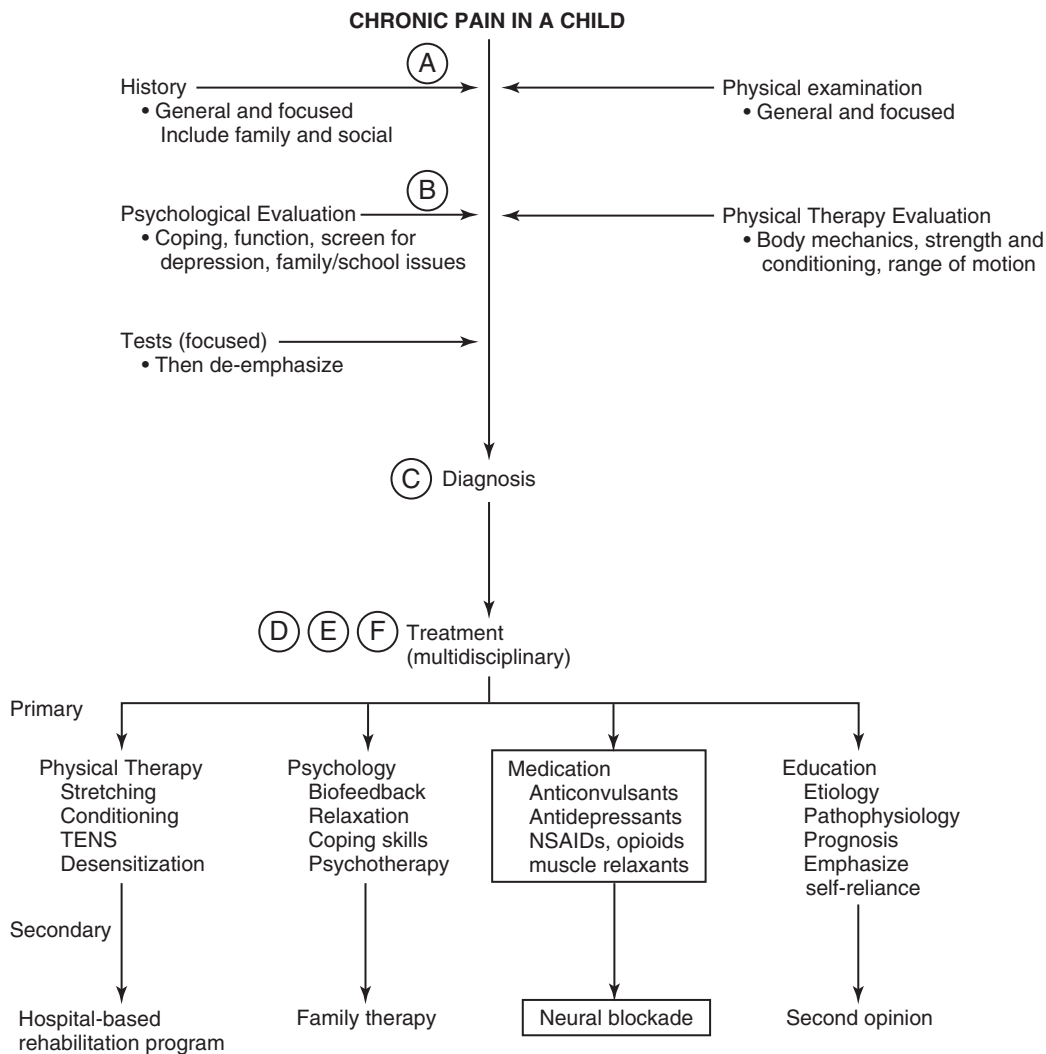 CHRONIC PAIN IN A CHILD
A
History
• General and focused
Include family and social
Physical examination
• General and focused
B
Psychological Evaluation
• Coping, function, screen for
depression, family/school issues
Physical Therapy Evaluation
• Body mechanics, strength and
conditioning, range of motion
Tests (focused)
• Then de-emphasize
C Diagnosis
D E F Treatment
(multidisciplinary)
Primary
Physical Therapy
Stretching
Conditioning
TENS
Desensitization
Psychology
Biofeedback
Relaxation
Coping skills
Psychotherapy
Medication
Anticonvulsants
Antidepressants
NSAIDs, opioids
muscle relaxants
Education
Etiology
Pathophysiology
Prognosis
Emphasize
self-reliance
Secondary
Hospital-based
rehabilitation program
Family therapy
Neural blockade
Second opinion